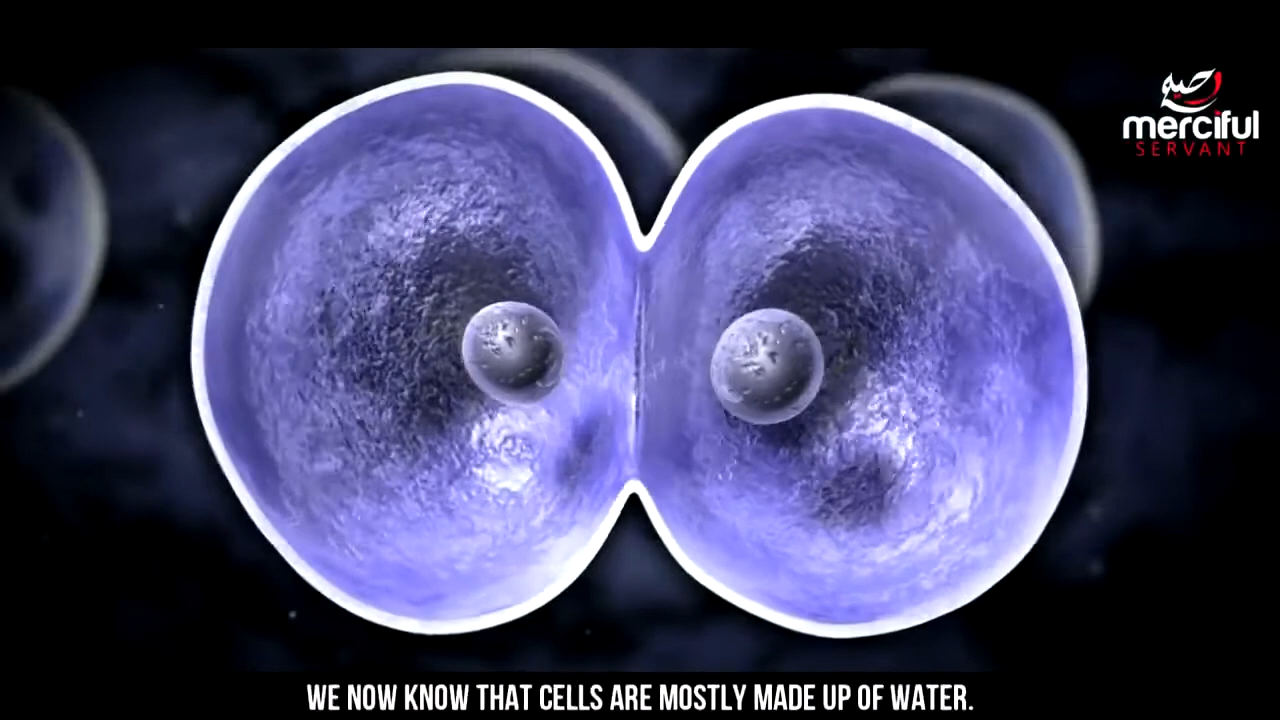 merciful
SERVANT
WE NOW KNOW THAT CELLS ARE MOSTLY MADE UP OF WATER.